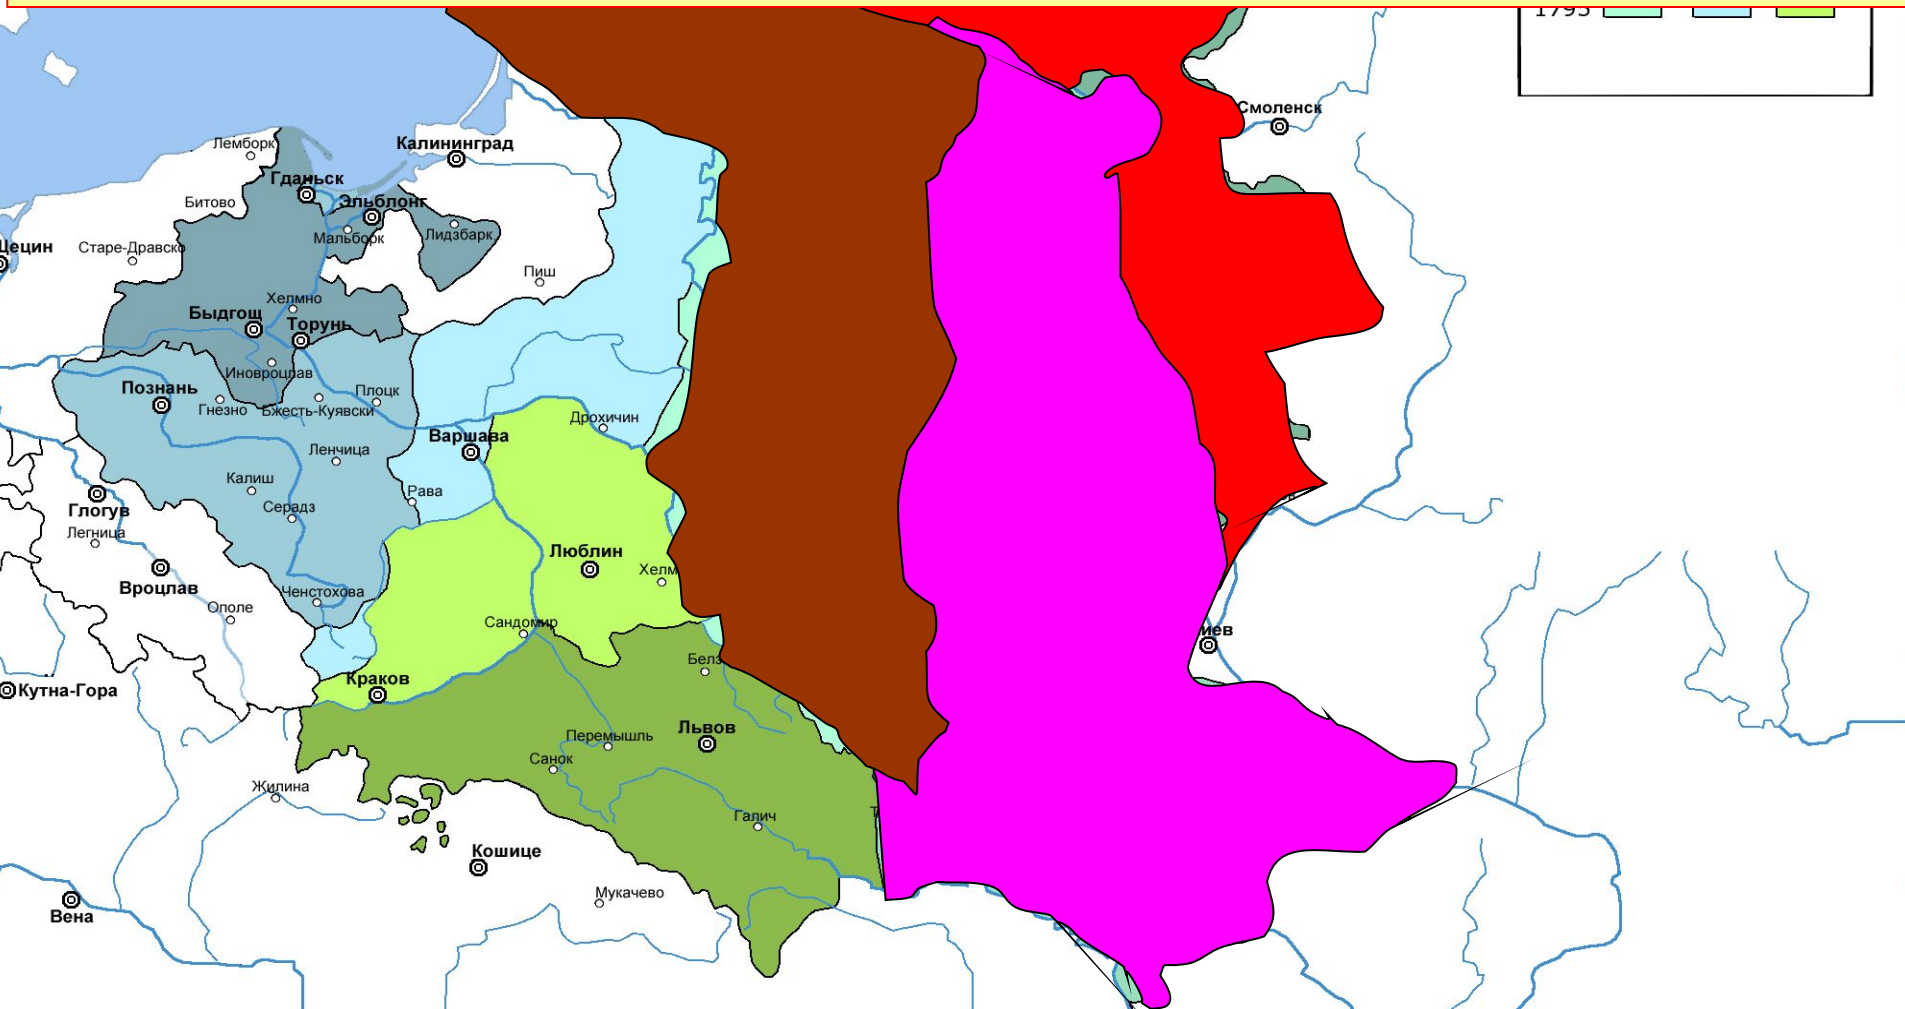 1795
Смоленск
Лемборк
Калининград
Гданьск
Битово
Эльблонг
Мальборк
Лидзбарк
Щецин
Старе-Дравско
Пиш
Хелмно
Быдгощ
Торунь
Иновроцлав
Познань
Гнезно
Бжесть-Куявски
Плоцк
Дрохичин
Варшава
Ленчица
Калиш
Рава
Серадз
Глогув
Легница
Люблин
Хелм
Вроцлав
Ченстохова
Ополе
Сандомир
иев
Белз
Краков
Кутна-Гора
Львов
Перемышль
Санок
Жилина
Галич
Т
Кошице
Мукачево
Вена